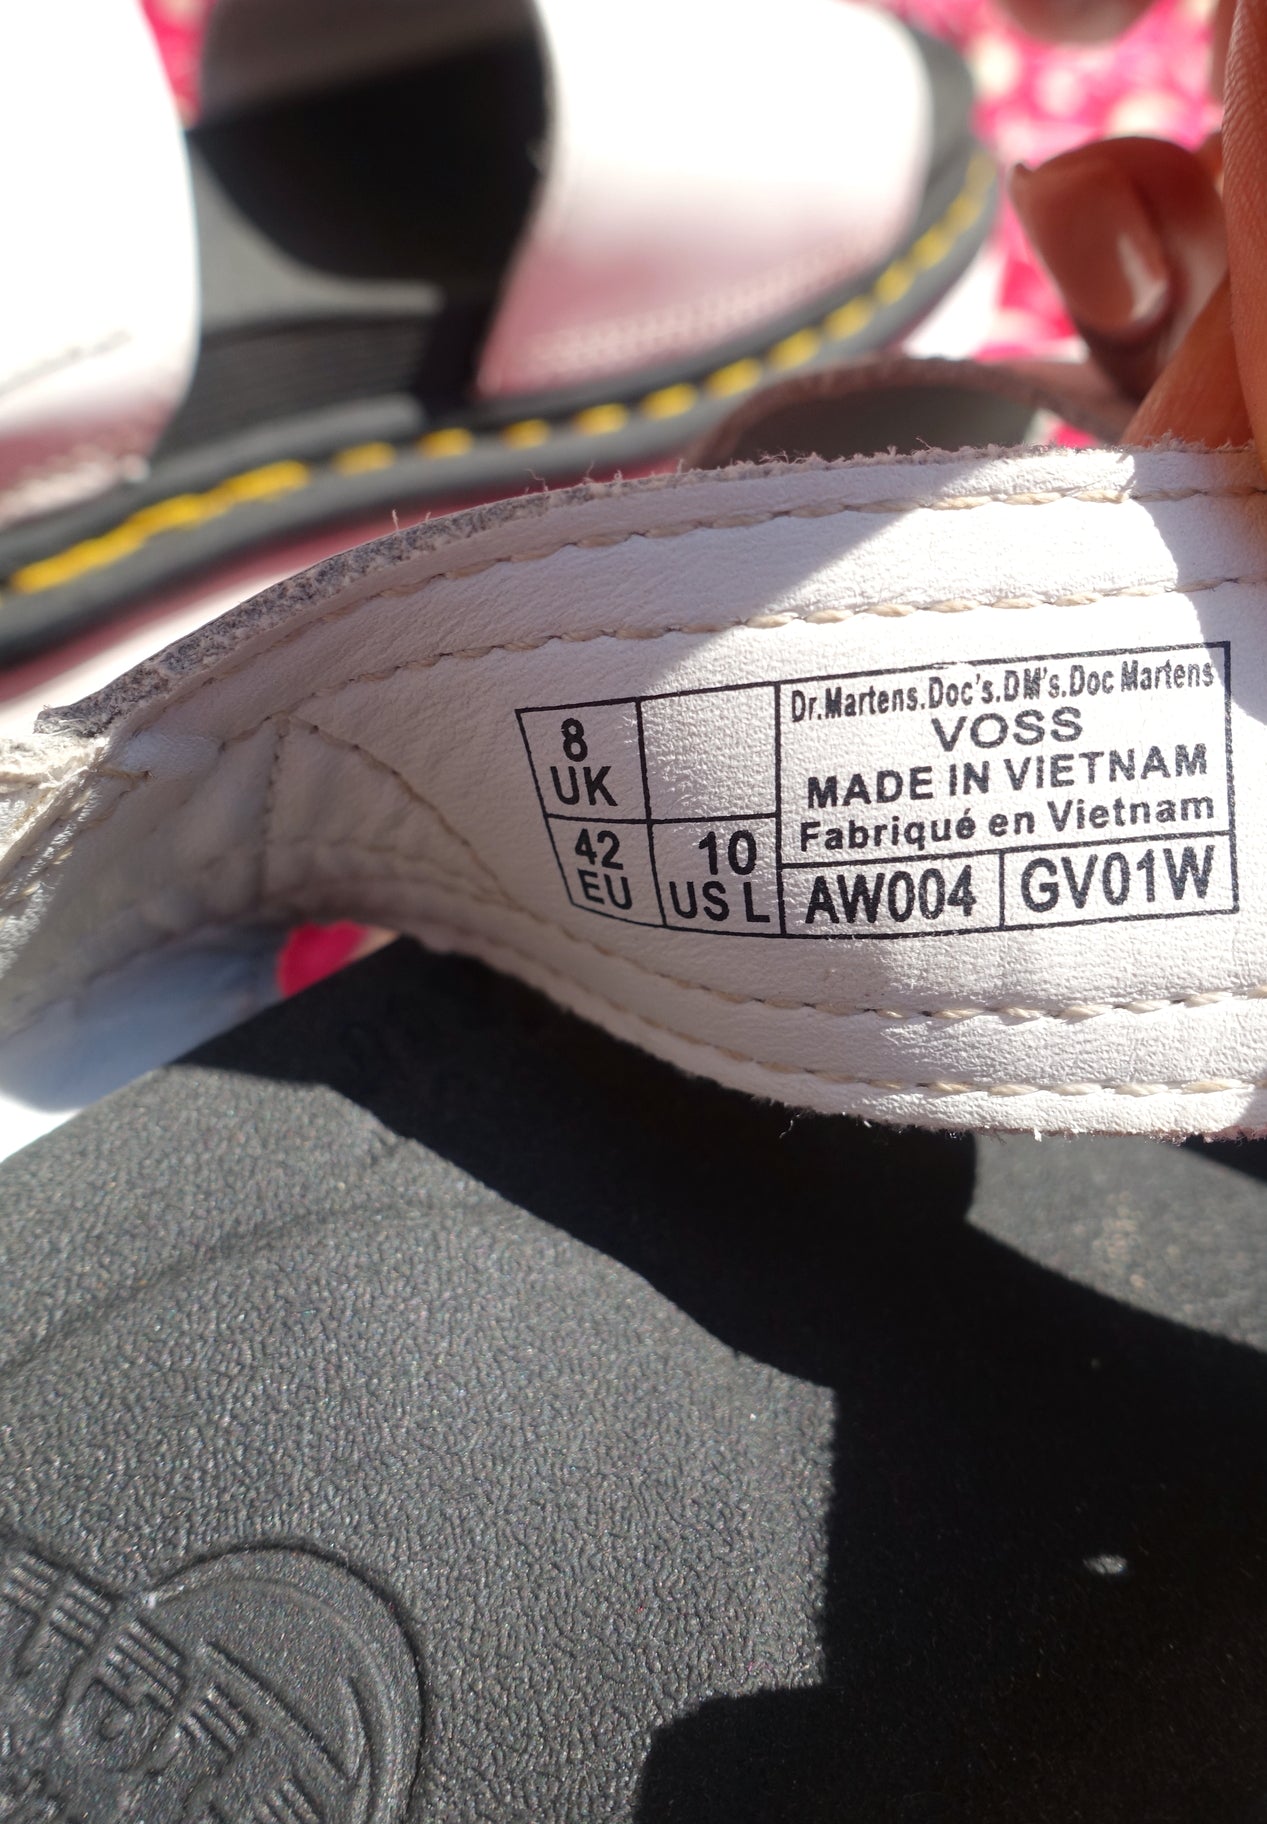 8
UK
42
EU
10
US L
Dr.Martens.Doc's.DM's.Doc Martens
VOSS
MADE IN VIETNAM
Fabriqué en Vietnam
AW004
GV01W